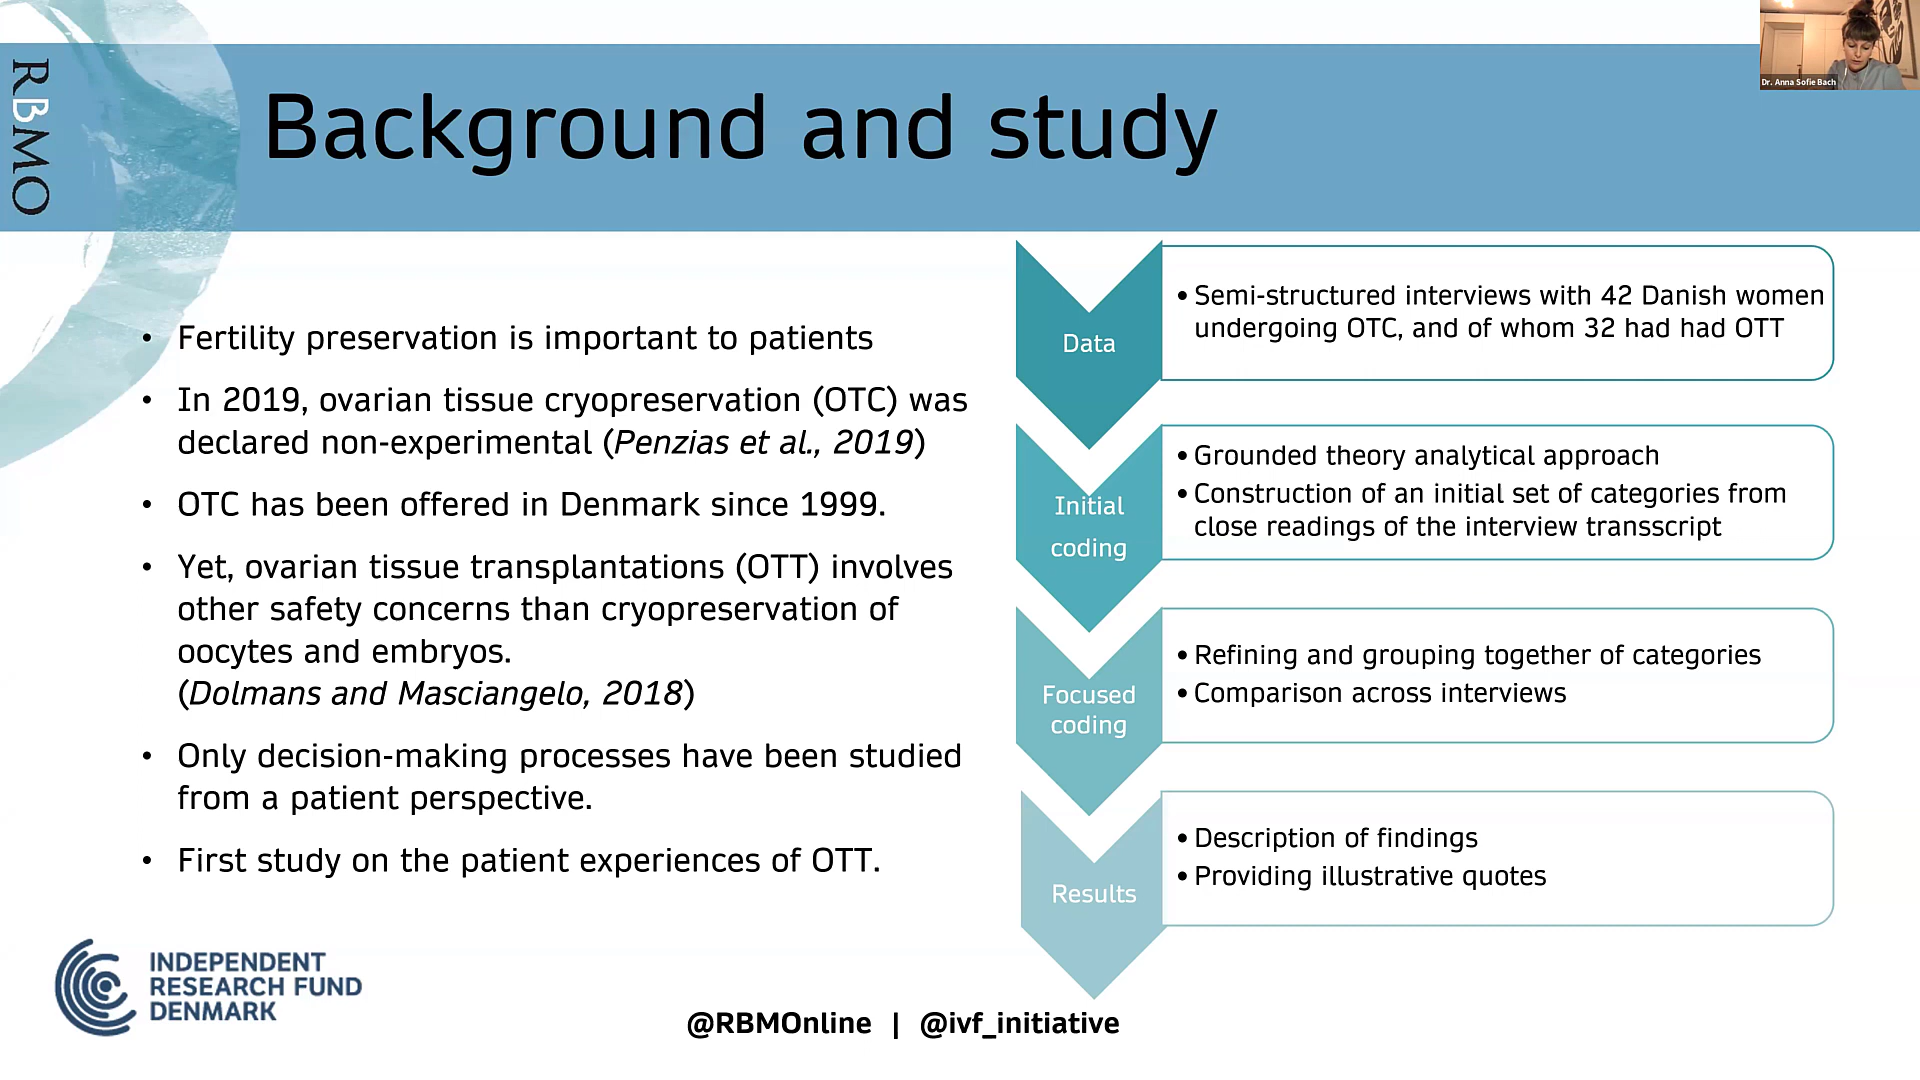 RBMO
Dr. Anna Sofie Bach
Background and study
• Fertility preservation is important to patients
• In 2019, ovarian tissue cryopreservation (OTC) was
declared non-experimental (Penzias et al., 2019)
• OTC has been offered in Denmark since 1999.
• Yet, ovarian tissue transplantations (OTT) involves
other safety concerns than cryopreservation of
oocytes and embryos.
(Dolmans and Masciangelo, 2018)
• Only decision-making processes have been studied
from a patient perspective.
• First study on the patient experiences of OTT.
Data
• Semi-structured interviews with 42 Danish women
undergoing OTC, and of whom 32 had had OTT
Initial
coding
• Grounded theory analytical approach
• Construction of an initial set of categories from
close readings of the interview transscript
Focused
coding
• Refining and grouping together of categories
• Comparison across interviews
Results
• Description of findings
• Providing illustrative quotes
INDEPENDENT
RESEARCH FUND
DENMARK
@RBMOnline | @ivf_initiative